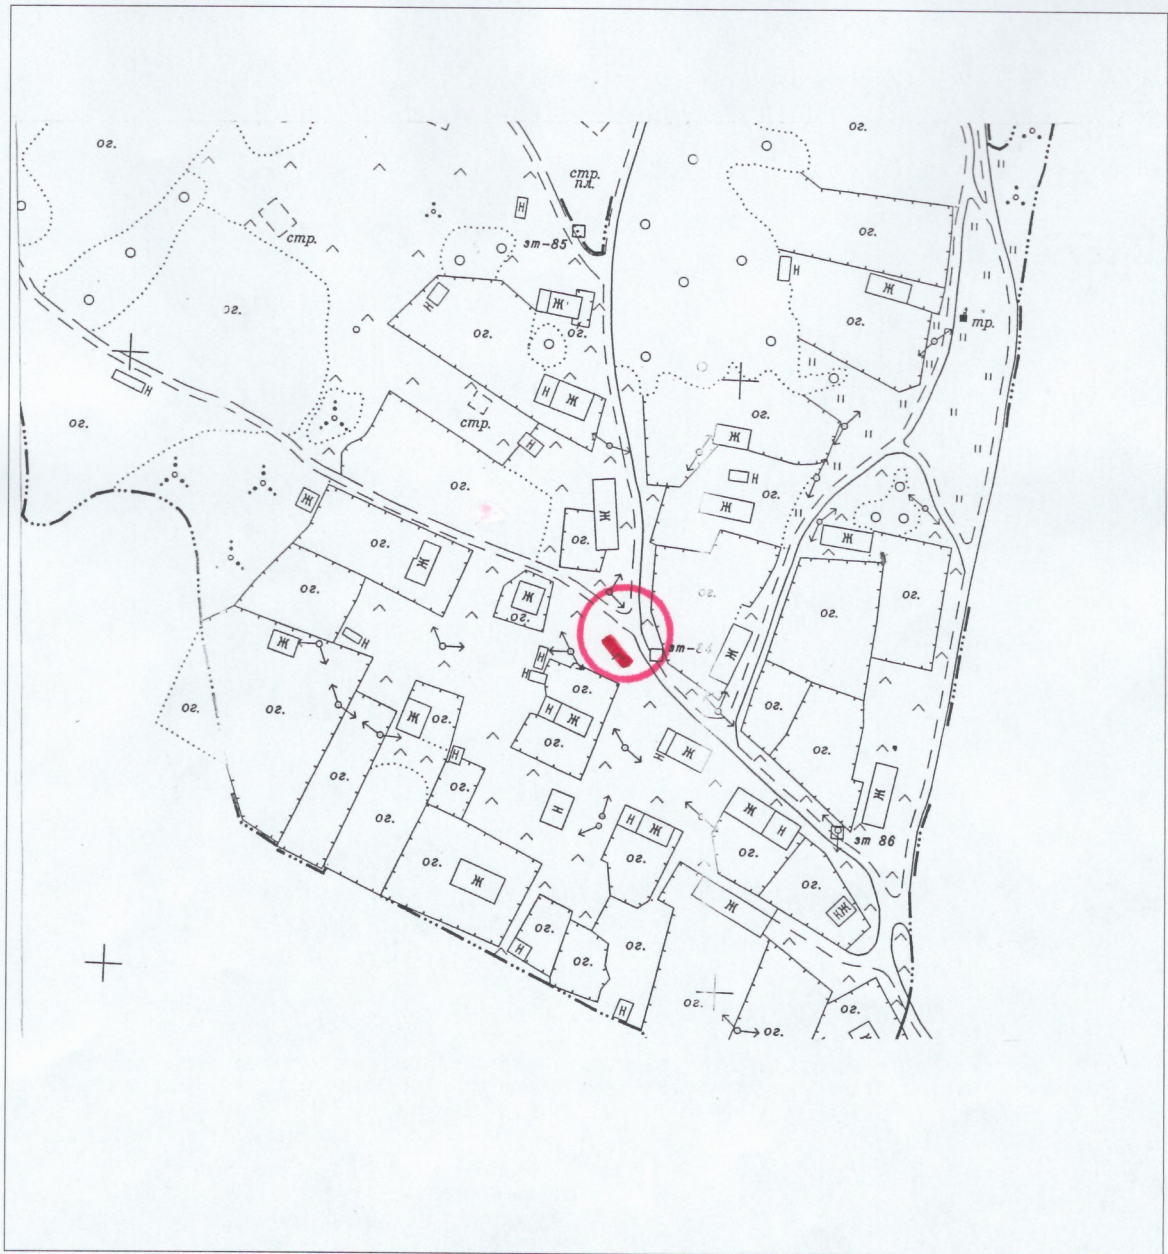 ог.
ог.
стр.
пл.
Н
ог.
стр.
эт-85
Н
Ж
Н
Ж
ог.
ог.
ог.
ог.
тр.
ог.
Н
Н
Ж
стр.
ог.
ог.
Н
Ж
Н
ог.
Ж
Ж
ог.
Ж
ог.
ог.
Ж
Ж
ог.
Ж
ог.
ог.
ог.
ог.
Ж
Н
Н
эт-84
Ж
Н
ог.
ог.
ог.
Ж
ог.
Н
Ж
ог.
ог.
ог.
Н
Ж
Н
ог.
ог.
Ж
ог.
Н
Н
Ж
Ж
Н
эт 86
ог.
ог.
ог.
Ж
ог.
Ж
КЖ
ог.
Н
ог.
ог.
ог.
Н
ог.
ог.
Ж